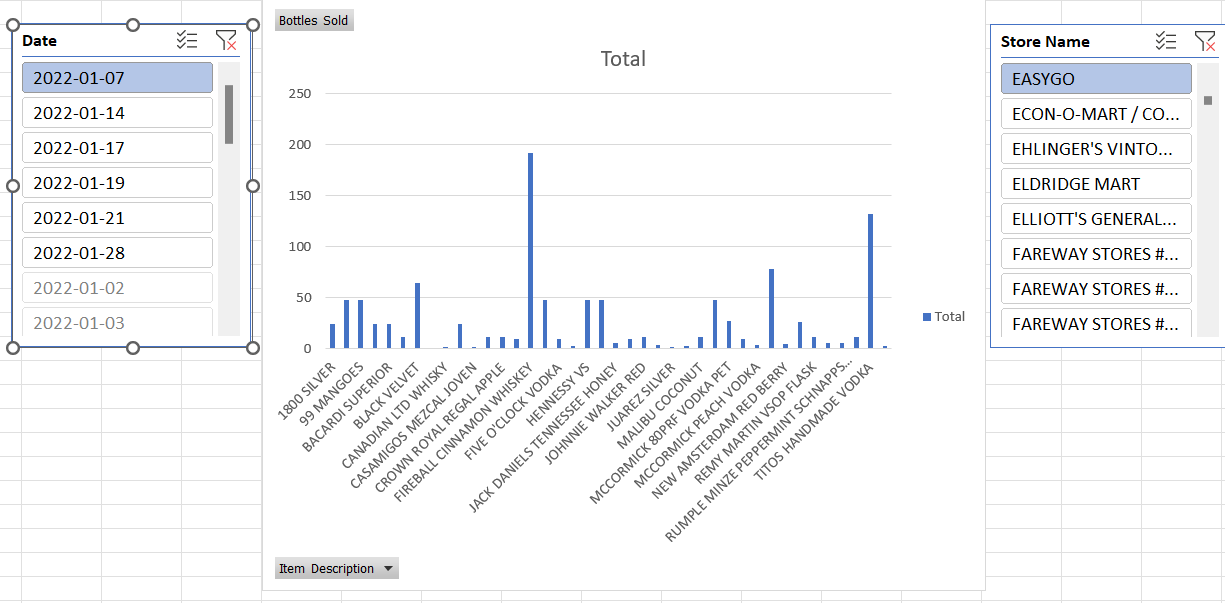 Bottles Sold
Date
2022-01-07
2022-01-14
2022-01-17
2022-01-19
2022-01-21
2022-01-28
2022-01-02
2022-01-03
Total
250
200
150
100
50
0
1800 SILVER
99 MANGOES
BACARDI SUPERIOR
BLACK VELVET
CANADIAN LTD WHISKY
CASAMIGOS MEZCAL JOVEN
CROWN ROYAL REGAL APPLE
FIREBALL CINNAMON WHISKEY
FIVE O'CLOCK VODKA
HENNESSY VS
JACK DANIELS TENNESSEE HONEY
JOHNNIE WALKER RED
JUAREZ SILVER
MALIBU COCONUT
MCCORMICK 80PRF VODKA PET
MCCORMICK PEACH VODKA
NEW AMSTERDAM RED BERRY
REMY MARTIN VSOP FLASK
RUMPLE MINZE PEPPERMINT SCHNAPPS...
TITOS HANDMADE VODKA
Total
Item Description
Store Name
EASYGO
ECON-O-MART / CO...
EHLINGER'S VINTO...
ELDRIDGE MART
ELLIOTT'S GENERAL...
FAREWAY STORES #...
FAREWAY STORES #...
FAREWAY STORES #...